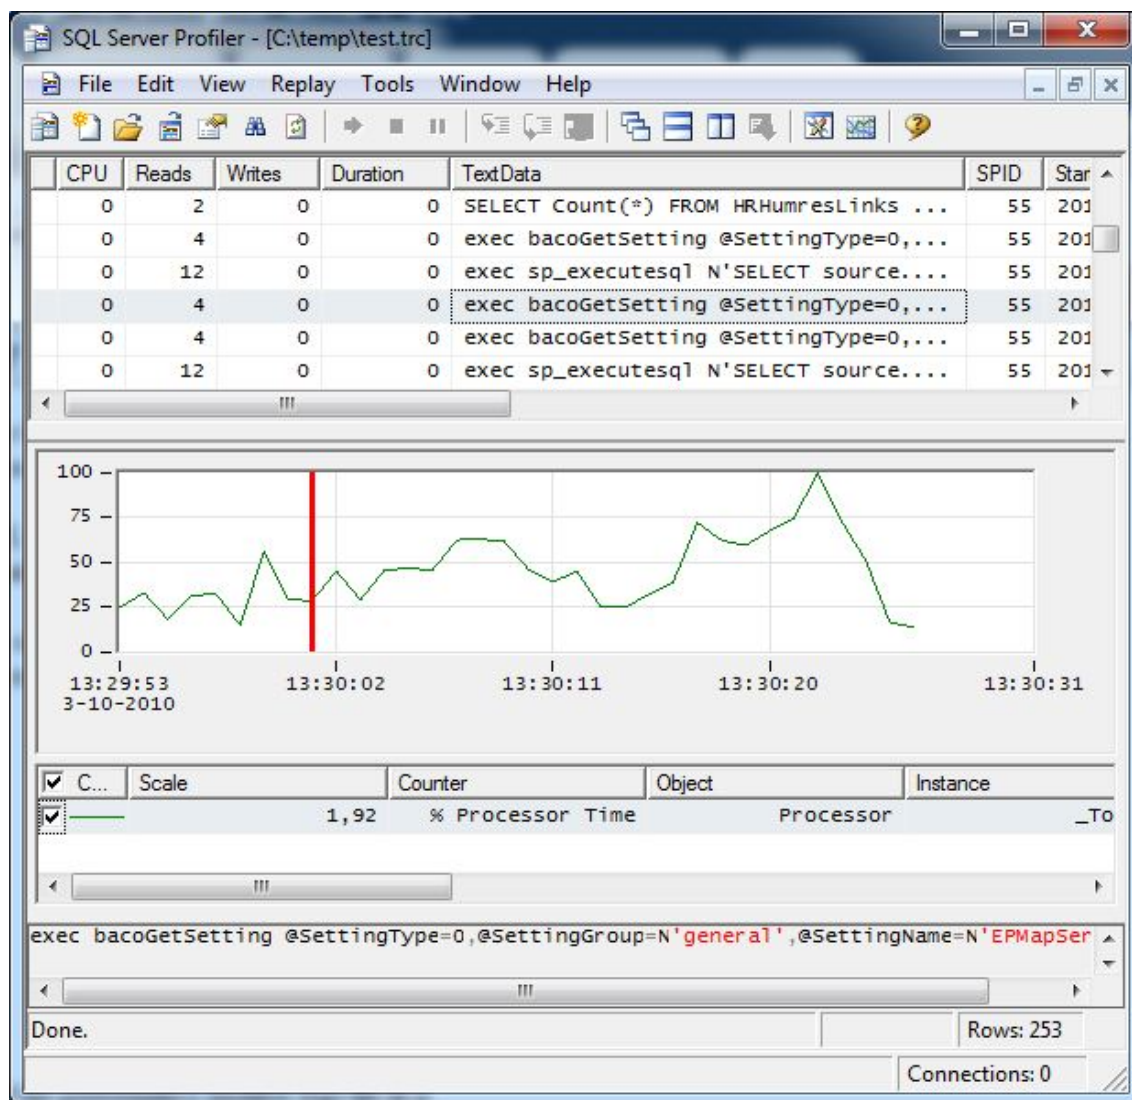 SQL Server Profiler - [C:\temp\test.trc]
File Edit View Replay Tools Window Help
CPU Reads Writes Duration TextData SPID Star
0 2 0 0 SELECT Count(*) FROM HRHumresLinks ... 55 201
0 4 0 0 exec bacoGetSetting @SettingType=0,... 55 201
0 12 0 0 exec sp_executesql N'SELECT source.... 55 201
0 4 0 0 exec bacoGetSetting @SettingType=0,... 55 201
0 4 0 0 exec bacoGetSetting @SettingType=0,... 55 201
0 12 0 0 exec sp_executesql N'SELECT source.... 55 201
100
75
50
25
0
13:29:53 13:30:02 13:30:11 13:30:20 13:30:31
3-10-2010
C... Scale Counter Object Instance
1,92 % Processor Time Processor _To
exec bacoGetSetting @SettingType=0,@SettingGroup=N'general',@SettingName=N'EPMapSer
Done. Rows: 253
Connections: 0